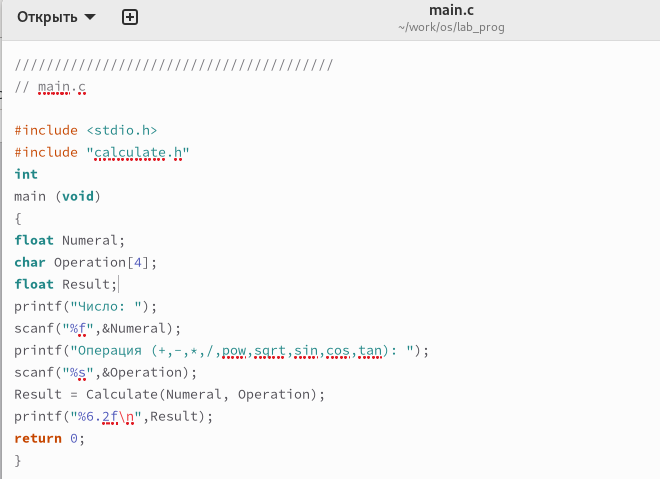 Открыть
main.c
~/work/os/lab_prog
////////////////////////////////////////
// main.c
#include <stdio.h>
#include "calculate.h"
int
main (void)
{
float Numeral;
char Operation[4];
float Result;
printf("Число: ");
scanf("%f",&Numeral);
printf("Операция (+,-,*,/,pow,sqrt,sin,cos,tan): ");
scanf("%s",&Operation);
Result = Calculate(Numeral, Operation);
printf("%6.2f\n",Result);
return 0;
}